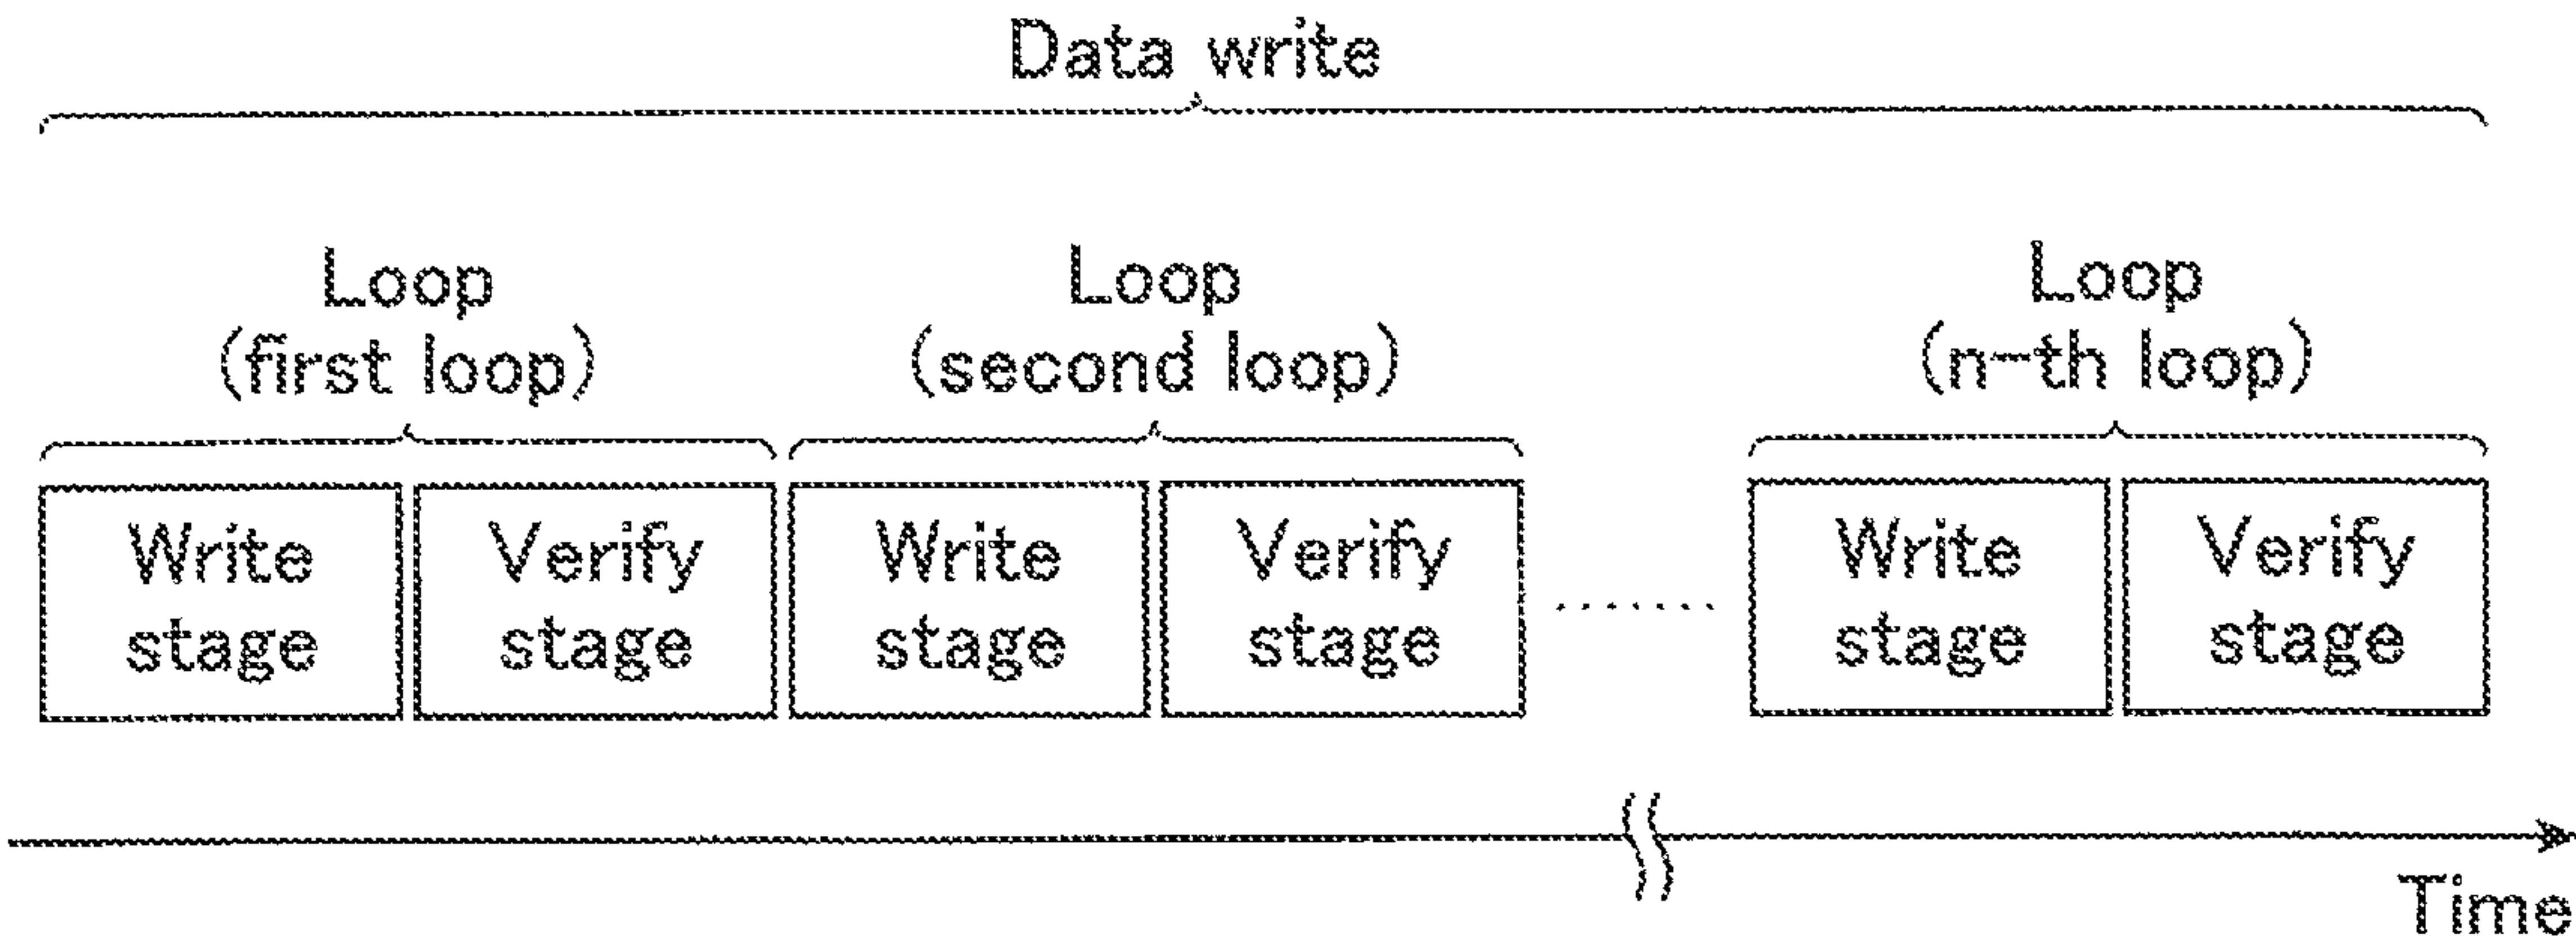 Data write
Loop
(first loop)
Loop
(second loop)
Loop
(n-th loop)
Write
stage
Verify
stage
Write
stage
Verify
stage
......
Write
stage
Verify
stage
Time